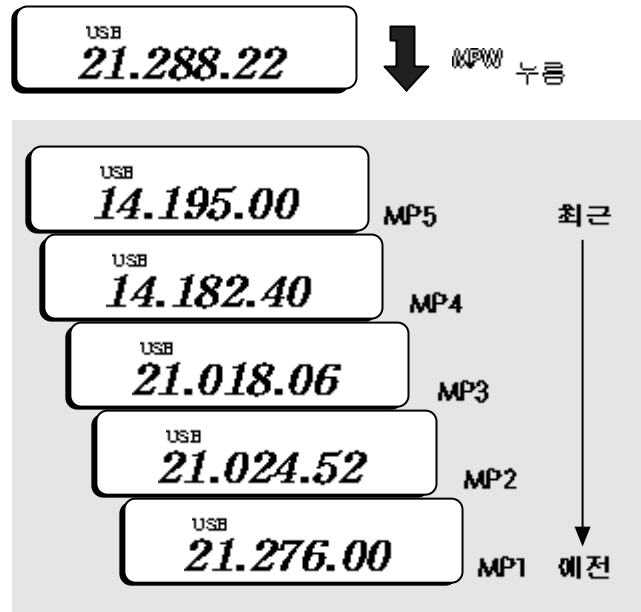 USB
21.288.22
MPW 누름
USB
14.195.00
MP5 최근
USB
14.182.40
MP4
USB
21.018.06
MP3
USB
21.024.52
MP2
USB
21.276.00
MP1 예전